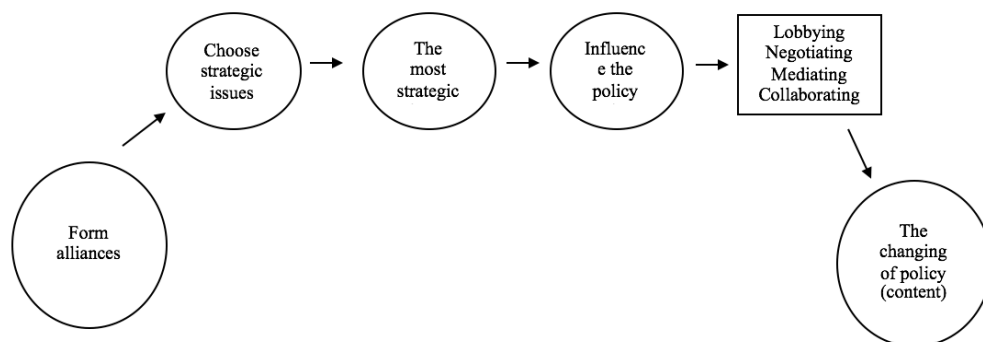 Form
alliances
Choose
strategic
issues
The
most
strategic
Influenc
e the
policy
Lobbying
Negotiating
Mediating
Collaborating
The
changing
of policy
(content)